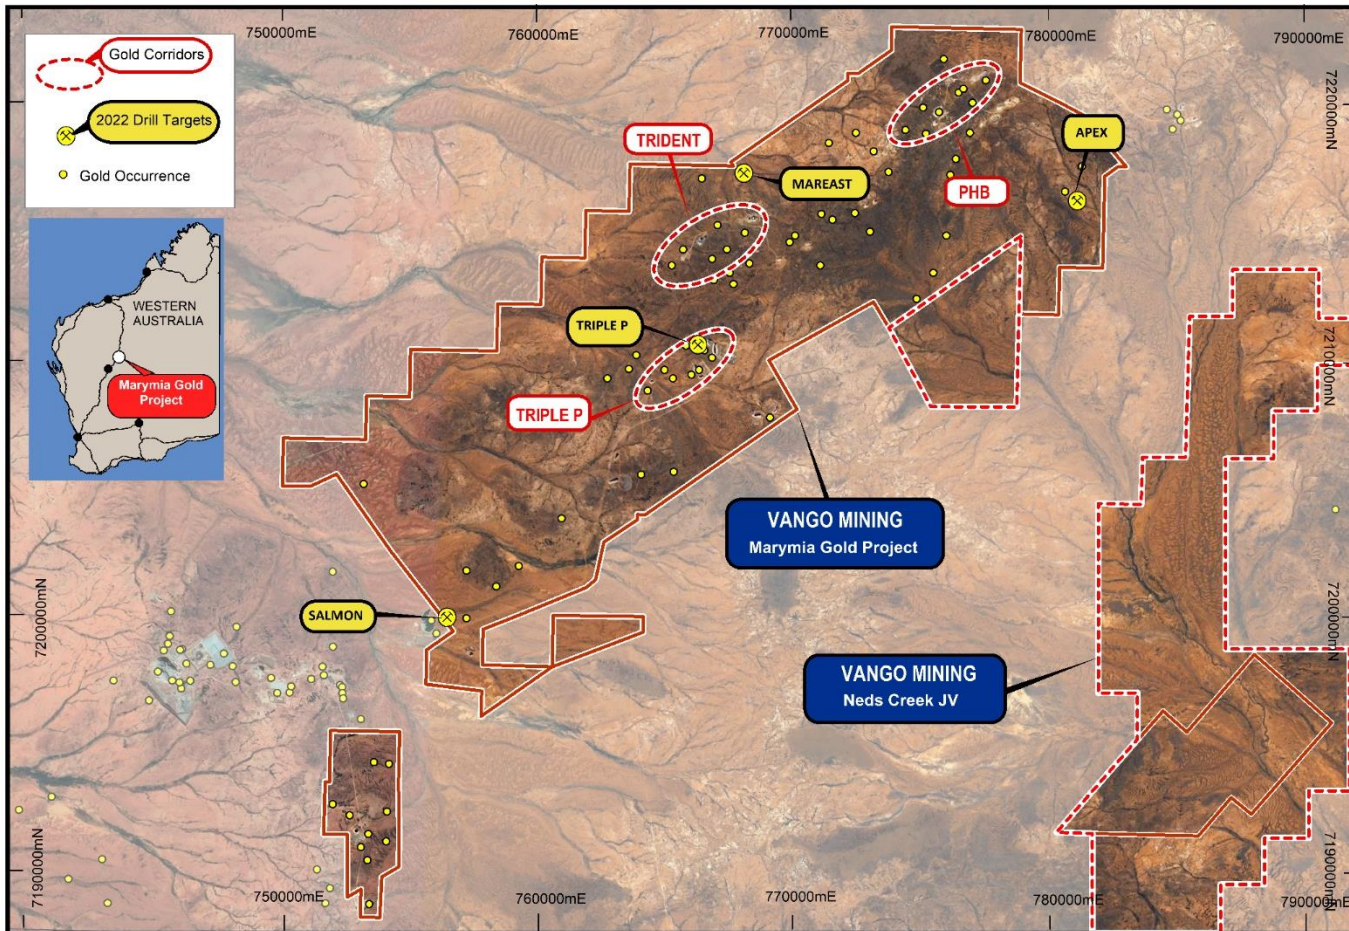 750000mE
760000mE
770000mE
780000mE
790000mE
Gold Corridors
2022 Drill Targets
Gold Occurrence
7220000mN
TRIDENT
APEX
MAREAST
PHB
WESTERN
AUSTRALIA
Marymia Gold
Project
TRIPLE P
7210000mN
TRIPLE P
VANGO MINING
Marymia Gold Project
7200000mN
SALMON
7200000mN
VANGO MINING
Neds Creek JV
7190000mN
7190000mN
750000mE
760000mE
770000mE
780000mE
790000mE